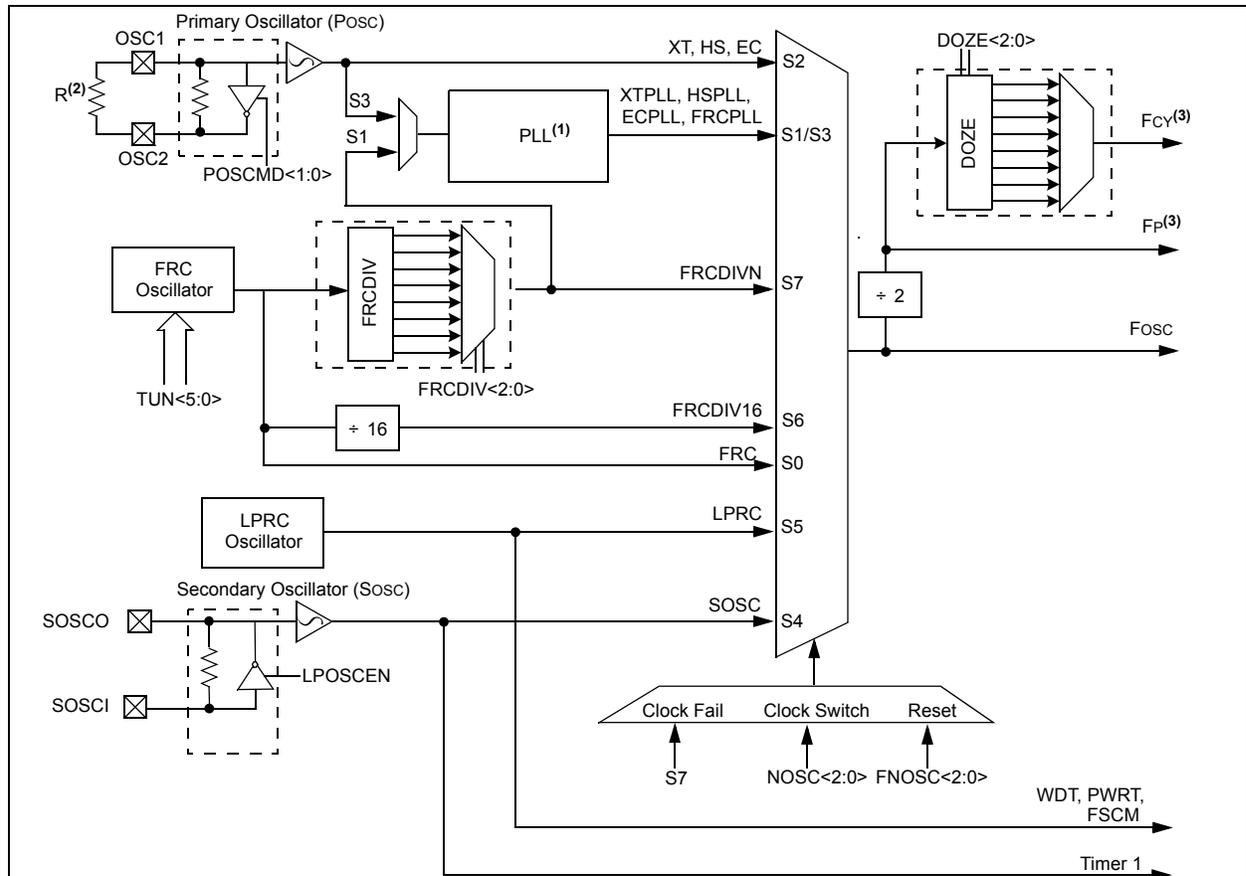 Primary Oscillator (POSC)
OSC1
R(2)
OSC2
POSCMD<1:0>
S3
S1
PLL(1)
XT, HS, EC
S2
XTPLL, HSPLL,
ECPLL, FRCPLL
S1/S3
DOZE<2:0>
DOZE
FCY(3)
FP(3)
÷ 2
FOSC
FRC
Oscillator
TUN<5:0>
FRCDIV
FRCDIV<2:0>
FRCDIVN
S7
÷ 16
FRCDIV16
S6
FRC
S0
LPRC
Oscillator
LPRC
S5
Secondary Oscillator (SOSC)
SOSCO
SOSCI
LPOSCEN
SOSC
S4
Clock Fail
Clock Switch
Reset
S7
NOSC<2:0>
FNOSC<2:0>
WDT, PWRT,
FSCM
Timer 1